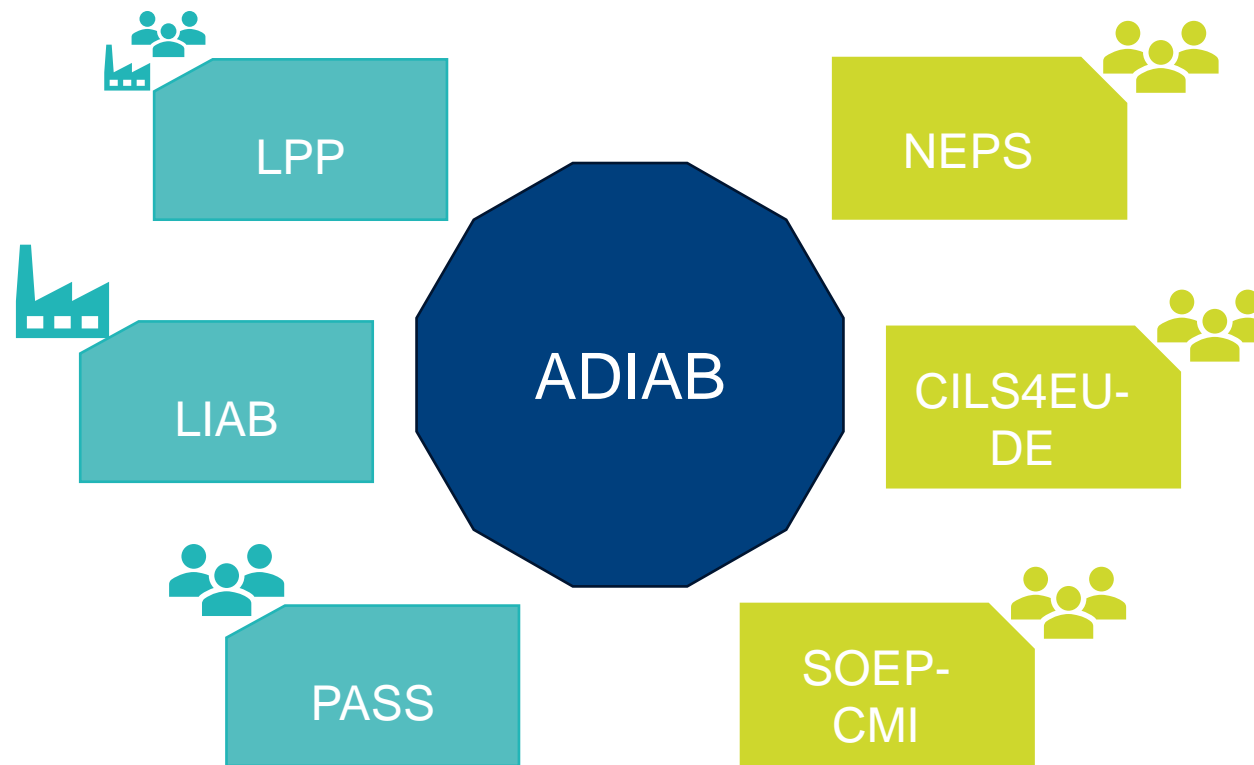 LPP
NEPS
ADIAB
LIAB
CILS4EU-
DE
PASS
SOEP-
CMI